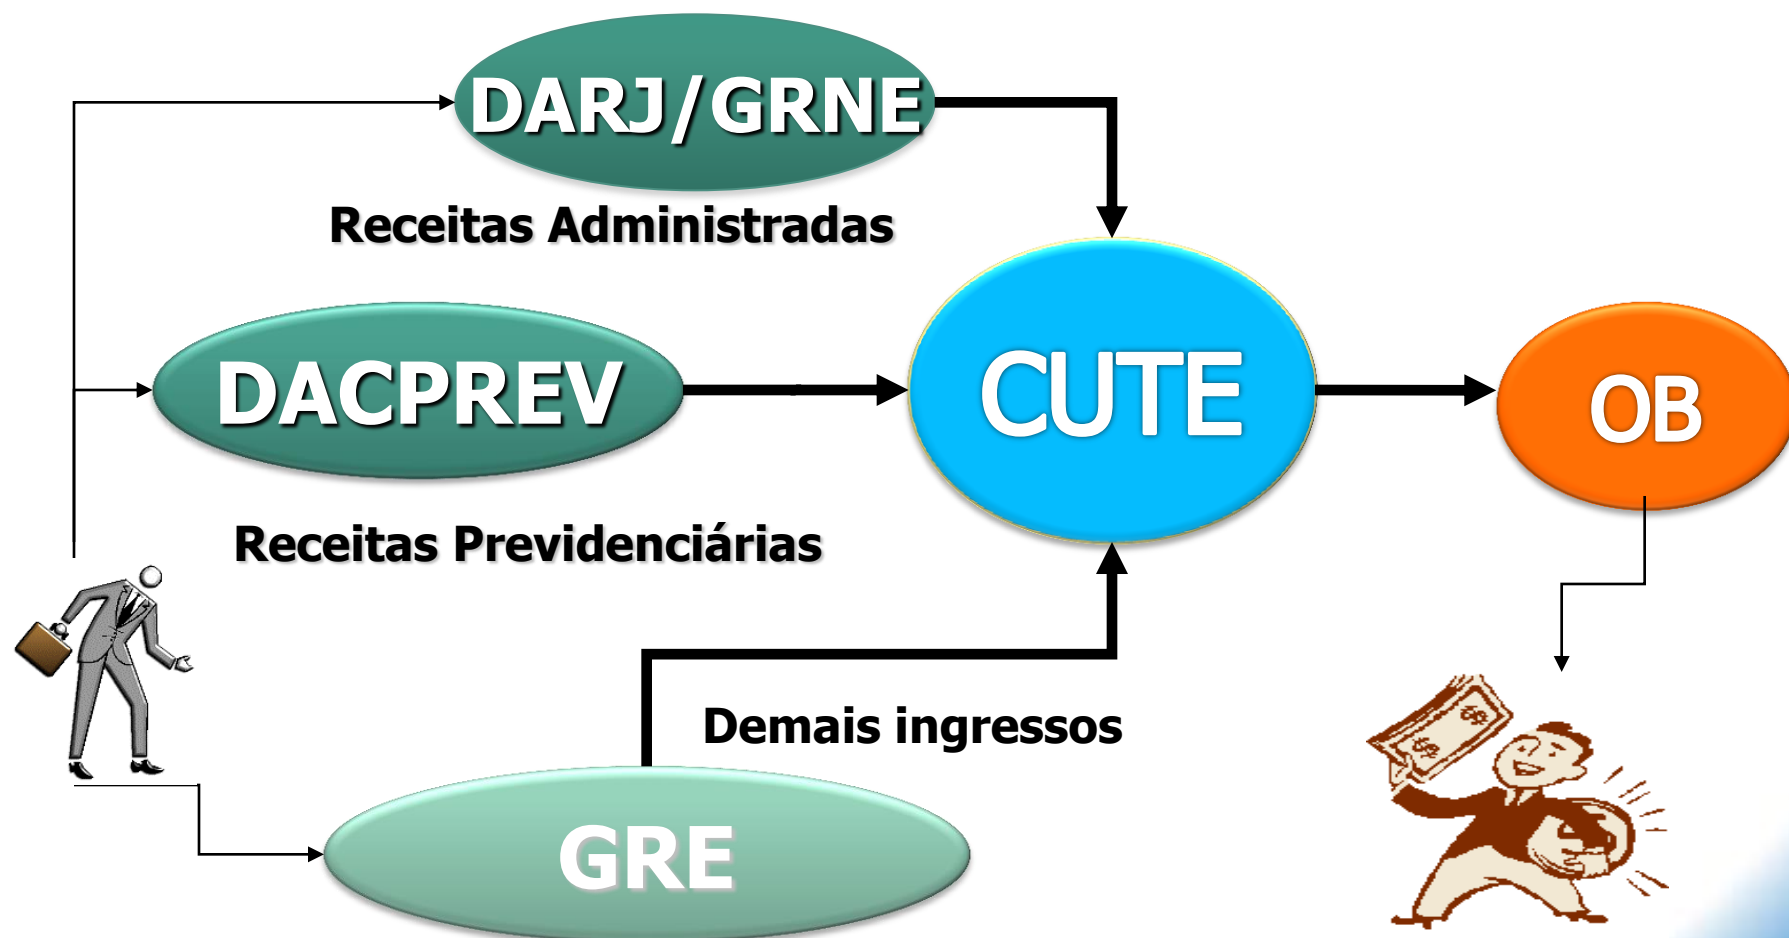 DARJ/GRNE
Receitas Administradas
DACPREV
CUTE
OB
Receitas Previdenciárias
Demais ingressos
$
$
GRE